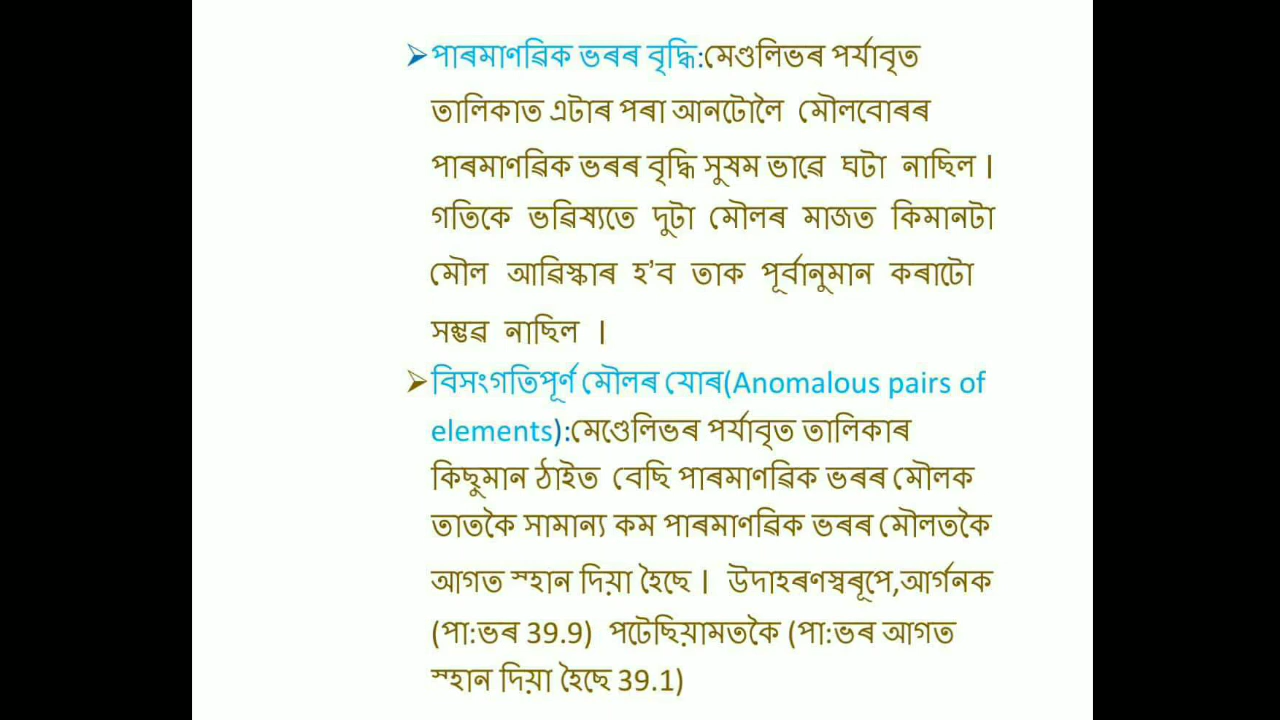 ➢পাৰমাণৱিক ভৰৰ বৃদ্ধি:মেণ্ডলিভৰ পৰ্যাবৃত
তালিকাত এটাৰ পৰা আনটোলৈ মৌলবোৰৰ
পাৰমাণৱিক ভৰৰ বৃদ্ধি সুষম ভাৱে ঘটা নাছিল ।
গতিকে ভৱিষ্যতে দুটা মৌলৰ মাজত কিমানটা
মৌল আৱিস্কাৰ হ’ব তাক পূৰ্বানুমান কৰাটো
সম্ভৱ নাছিল ।
➢বিসংগতিপূৰ্ণ মৌলৰ যোৰ(Anomalous pairs of
elements):মেণ্ডেলিভৰ পৰ্যাবৃত তালিকাৰ
কিছুমান ঠাইত বেছি পাৰমাণৱিক ভৰৰ মৌলক
তাতকৈ সামান্য কম পাৰমাণৱিক ভৰৰ মৌলতকৈ
আগত স্হান দিয়া হৈছে । উদাহৰণস্বৰূপে,আৰ্গনক
(পা:ভৰ 39.9) পটেছিয়ামতকৈ (পা:ভৰ আগত
স্হান দিয়া হৈছে 39.1)